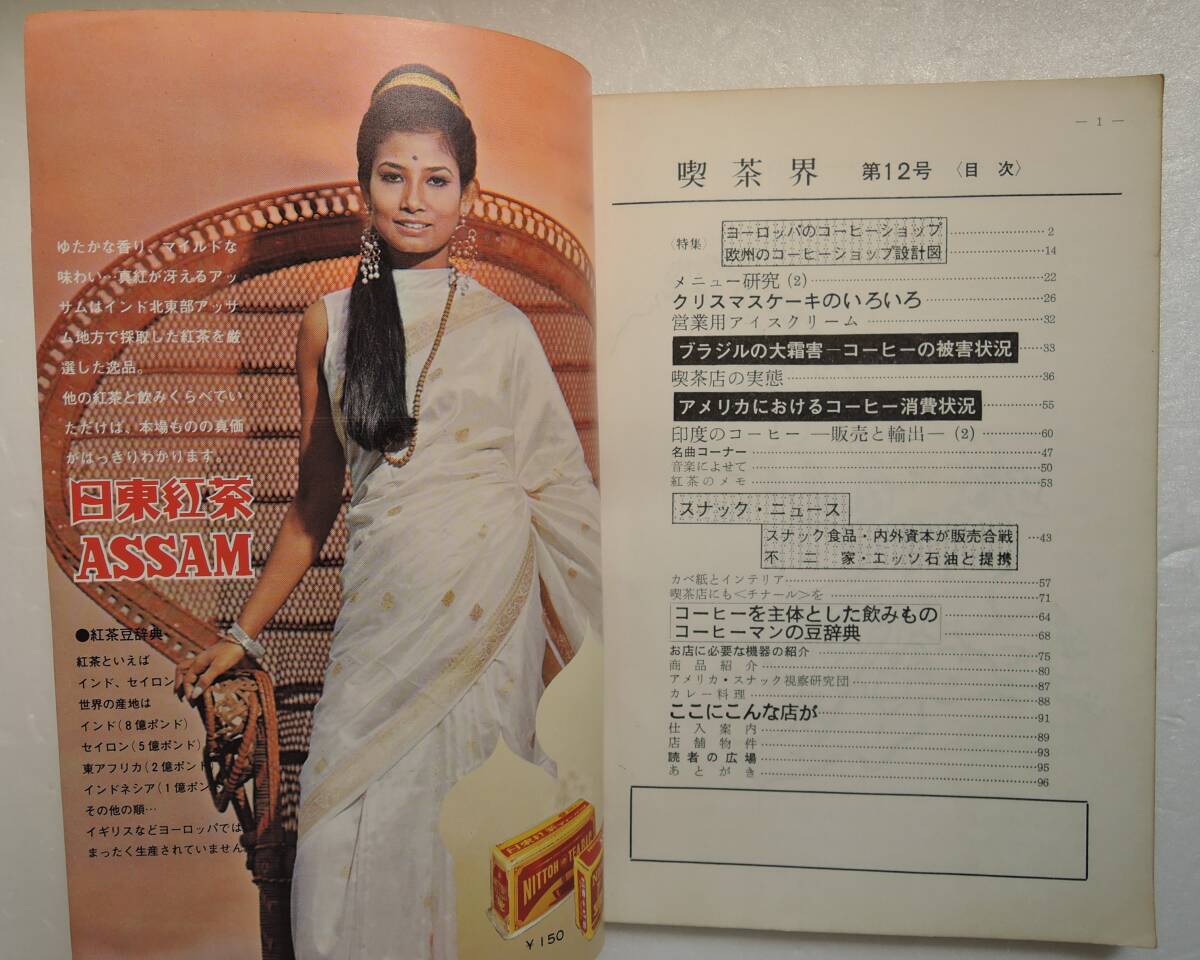 ゆたかな香り、マイルドな
味わい…真紅が冴えるアッ
サムはインド北東部アッサ
ム地方で採取した紅茶を厳
選した逸品。
他の紅茶と飲みくらべてい
ただけば、本場ものの真価
がはっきりわかります。
日東紅茶
ASSAM
●紅茶豆辞典
紅茶といえば
インド、セイロン
世界の産地は
インド(8億ポンド)
セイロン(5億ポンド)
東アフリカ(2億ポンド)
インドネシア(1億ポン
その他の順…
イギリスなどヨーロッパでは
まったく生産されていません
日東紅茶
NITTOH TEABAG
¥150
― 1 ―
喫茶界 第12号 〈目次〉
〈特集〉
ヨーロッパのコーヒーショップ……2
欧州のコーヒーショップ設計図……14
メニュー研究(2)……22
クリスマスケーキのいろいろ……26
営業用アイスクリーム……32
ブラジルの大霜害―コーヒーの被害状況……33
喫茶店の実態……36
アメリカにおけるコーヒー消費状況……55
印度のコーヒー ―販売と輸出― (2)……60
名曲コーナー……47
音楽によせて……50
紅茶のメモ……53
スナック・ニュース
スナック食品・内外資本が販売合戦……43
不二家・エッソ石油と提携
カベ紙とインテリア……57
喫茶店にも<チナール>を……71
コーヒーを主体とした飲みもの……64
コーヒーマンの豆辞典……68
お店に必要な機器の紹介……75
商品紹介……80
アメリカ・スナック視察研究団……87
カレー料理……88
ここにこんな店が……91
仕入案内……89
店舗物件……93
読者の広場……95
あとがき……96